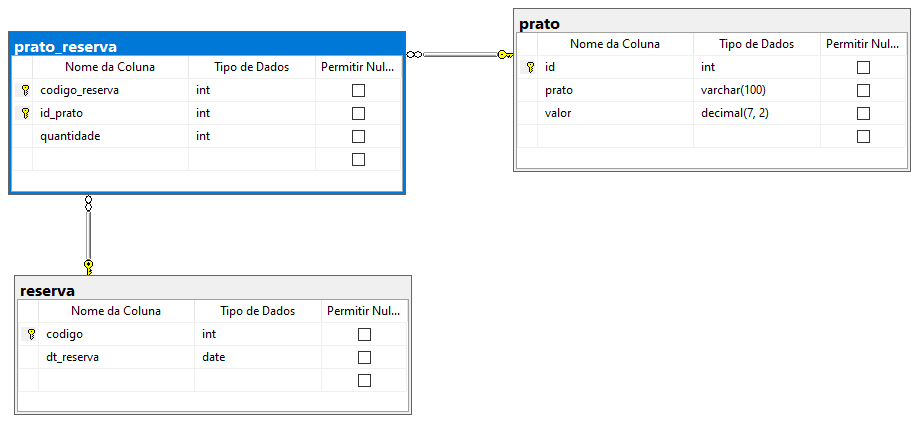 prato_reserva
Nome da Coluna Tipo de Dados Permitir Nul...
codigo_reserva int
id_prato int
quantidade int
prato
Nome da Coluna Tipo de Dados Permitir Nul...
id int
prato varchar(100)
valor decimal(7, 2)
reserva
Nome da Coluna Tipo de Dados Permitir Nul...
codigo int
dt_reserva date